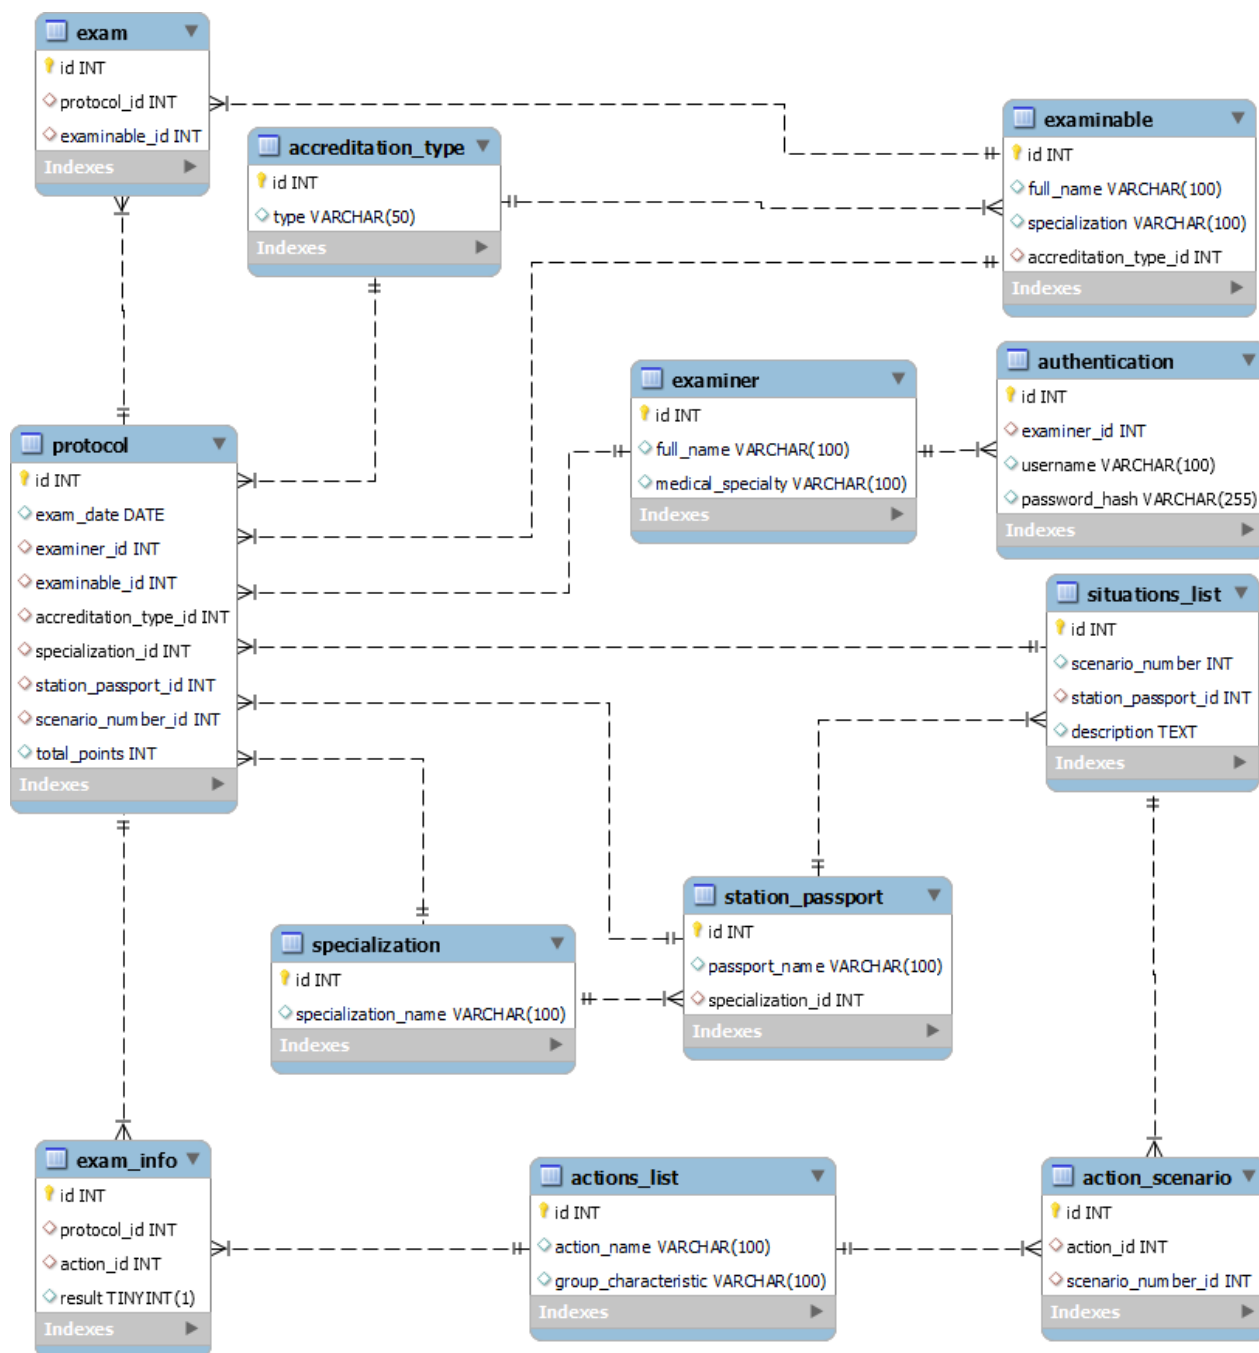 exam
id INT
protocol_id INT
examinable_id INT
Indexes
accreditation_type
id INT
type VARCHAR(50)
Indexes
examinable
id INT
full_name VARCHAR(100)
specialization VARCHAR(100)
accreditation_type_id INT
Indexes
examiner
id INT
full_name VARCHAR(100)
medical_specialty VARCHAR(100)
Indexes
authentication
id INT
examiner_id INT
username VARCHAR(100)
password_hash VARCHAR(255)
Indexes
protocol
id INT
exam_date DATE
examiner_id INT
examinable_id INT
accreditation_type_id INT
specialization_id INT
station_passport_id INT
scenario_number_id INT
total_points INT
Indexes
situations_list
id INT
scenario_number INT
station_passport_id INT
description TEXT
Indexes
specialization
id INT
specialization_name VARCHAR(100)
Indexes
station_passport
id INT
passport_name VARCHAR(100)
specialization_id INT
Indexes
exam_info
id INT
protocol_id INT
action_id INT
result TINYINT(1)
Indexes
actions_list
id INT
action_name VARCHAR(100)
group_characteristic VARCHAR(100)
Indexes
action_scenario
id INT
action_id INT
scenario_number_id INT
Indexes